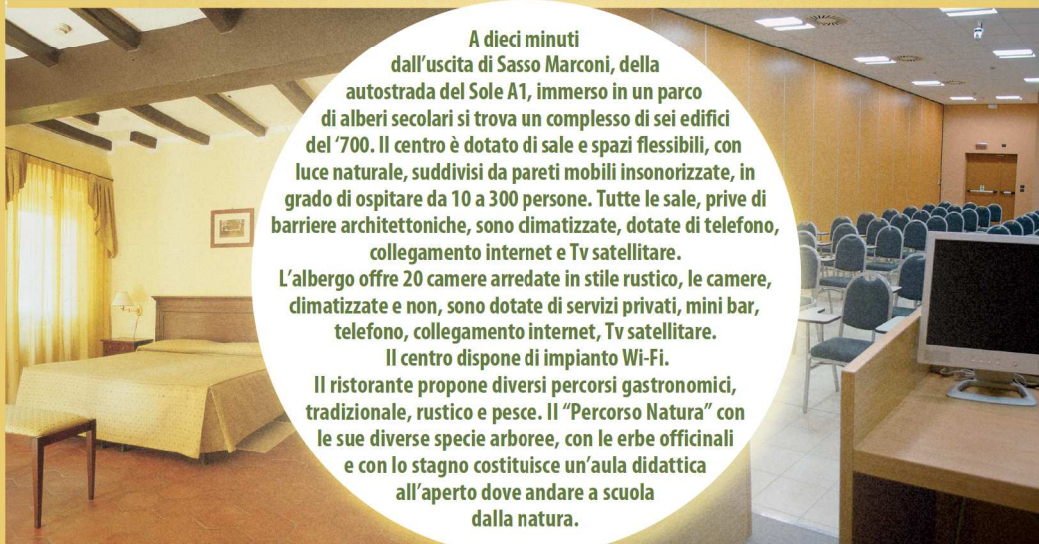 A dieci minuti
dall'uscita di Sasso Marconi, della
autostrada del Sole A1, immerso in un parco
di alberi secolari si trova un complesso di sei edifici
del '700. Il centro è dotato di sale e spazi flessibili, con
luce naturale, suddivisi da pareti mobili insonorizzate, in
grado di ospitare da 10 a 300 persone. Tutte le sale, prive di
barriere architettoniche, sono climatizzate, dotate di telefono,
collegamento internet e Tv satellitare.
L'albergo offre 20 camere arredate in stile rustico, le camere,
climatizzate e non, sono dotate di servizi privati, mini bar,
telefono, collegamento internet, Tv satellitare.
Il centro dispone di impianto Wi-Fi.
Il ristorante propone diversi percorsi gastronomici,
tradizionale, rustico e pesce. Il “Percorso Natura” con
le sue diverse specie arboree, con le erbe officinali
e con lo stagno costituisce un'aula didattica
all'aperto dove andare a scuola
dalla natura.